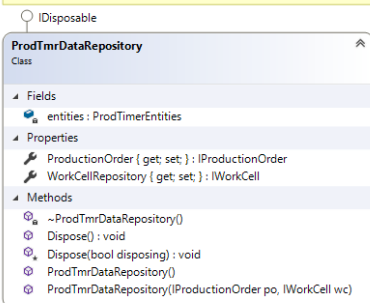 IDisposable
ProdTmrDataRepository
Class
Fields
entities : ProdTimerEntities
Properties
ProductionOrder { get; set; } : IProductionOrder
WorkCellRepository { get; set; } : IWorkCell
Methods
~ProdTmrDataRepository()
Dispose() : void
Dispose(bool disposing) : void
ProdTmrDataRepository()
ProdTmrDataRepository(IProductionOrder po, IWorkCell wc)